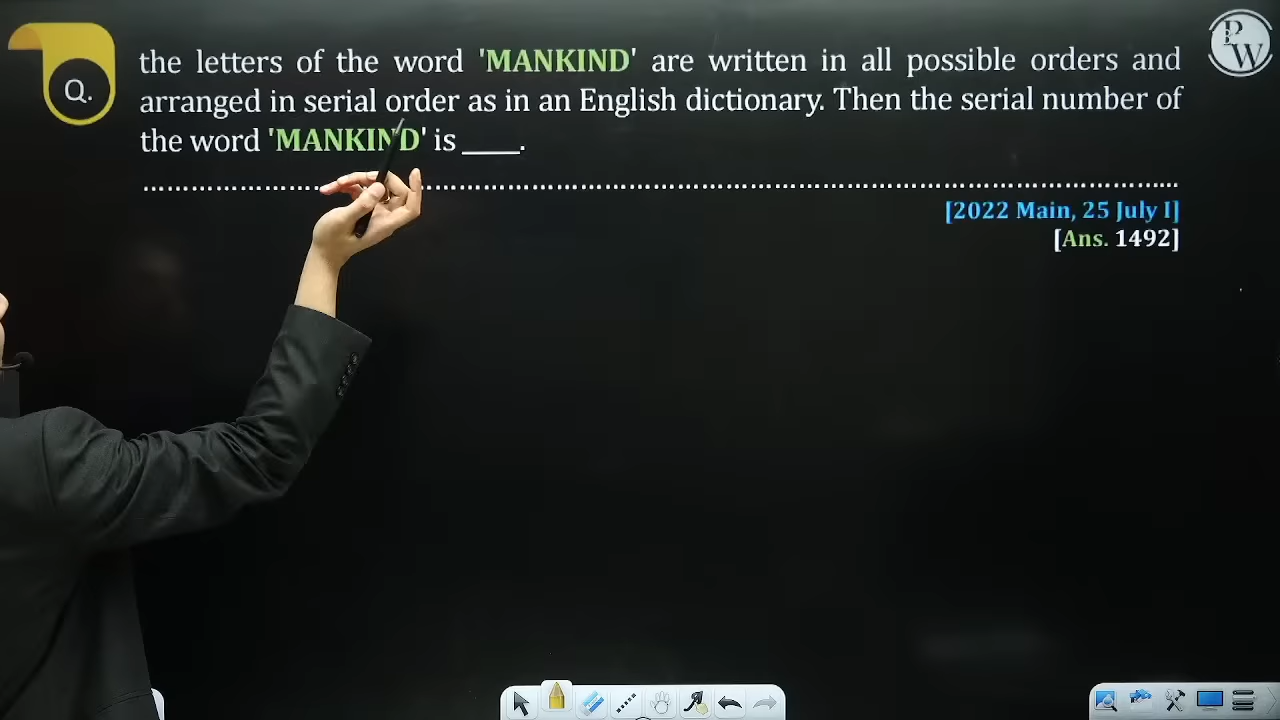 Q.
the letters of the word 'MANKIND' are written in all possible orders and
arranged in serial order as in an English dictionary. Then the serial number of
the word 'MANKIND' is ____.
[2022 Main, 25 July I]
[Ans. 1492]
PW